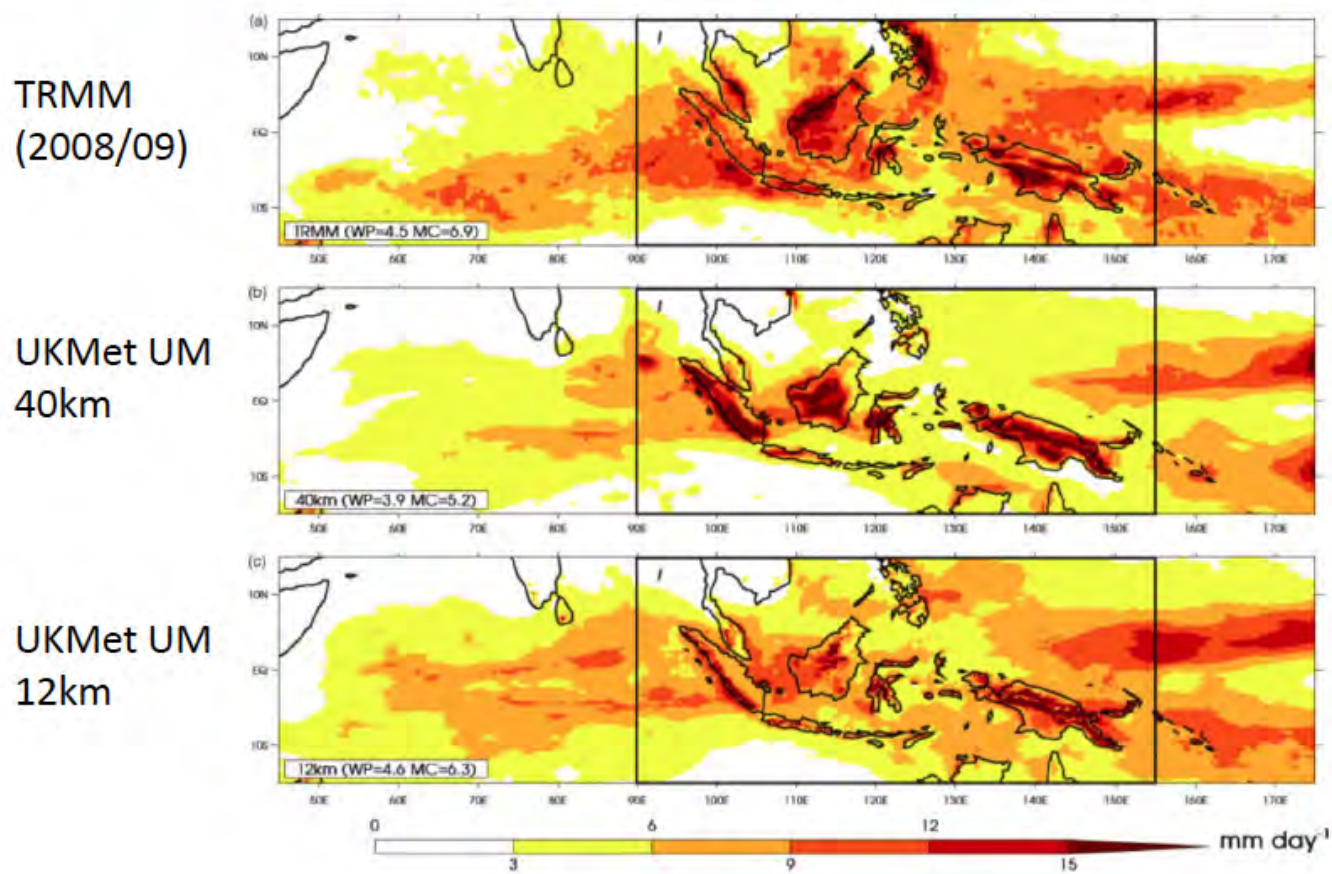 TRMM
(2008/09)
(a)
10N
EQ
10S
TRMM (WP=4.5 MC=6.9)
50E 60E 70E 80E 90E 100E 110E 120E 130E 140E 150E 160E 170E
UKMet UM
40km
(b)
10N
EQ
10S
40km (WP=3.9 MC=5.2)
50E 60E 70E 80E 90E 100E 110E 120E 130E 140E 150E 160E 170E
UKMet UM
12km
(c)
10N
EQ
10S
12km (WP=4.6 MC=6.3)
50E 60E 70E 80E 90E 100E 110E 120E 130E 140E 150E 160E 170E
0 6 12
mm day⁻¹
3 9 15